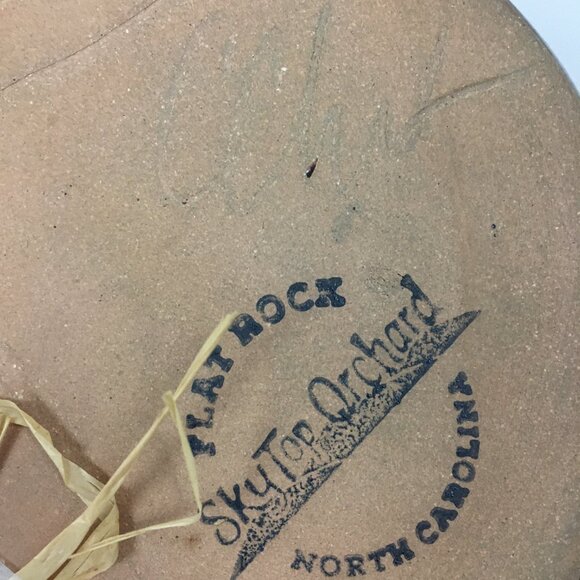 FLAT ROCK
SkyTop Orchard
NORTH CAROLINA